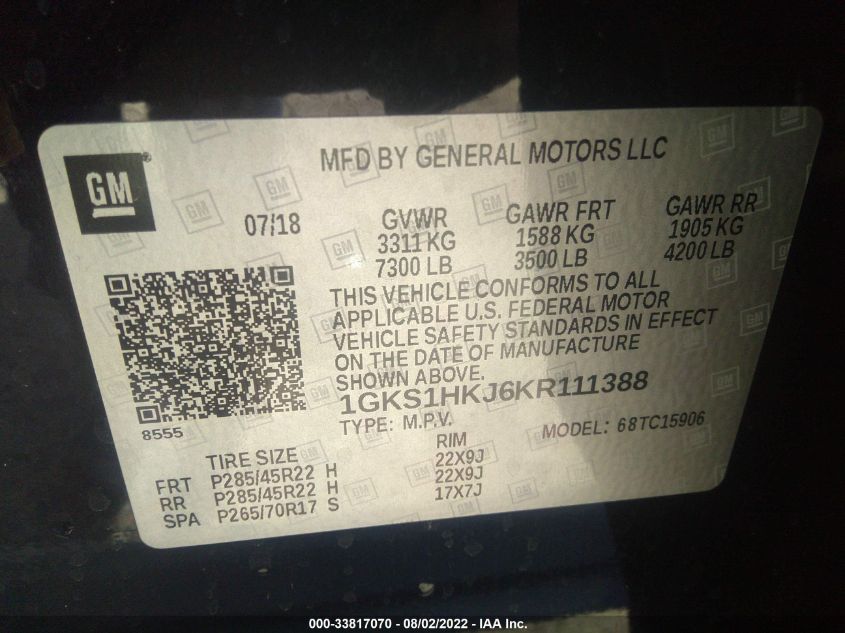 MFD BY GENERAL MOTORS LLC
GM
07/18
GVWR GAWR FRT GAWR RR
3311 KG 1588 KG 1905 KG
7300 LB 3500 LB 4200 LB
THIS VEHICLE CONFORMS TO ALL
APPLICABLE U.S. FEDERAL MOTOR
VEHICLE SAFETY STANDARDS IN EFFECT
ON THE DATE OF MANUFACTURE
SHOWN ABOVE.
1GKS1HKJ6KR111388
8555
TYPE: M.P.V. MODEL: 68TC15906
TIRE SIZE RIM
FRT P285/45R22 H 22X9J
RR P285/45R22 H 22X9J
SPA P265/70R17 S 17X7J
000-33817070 - 08/02/2022 - IAA Inc.